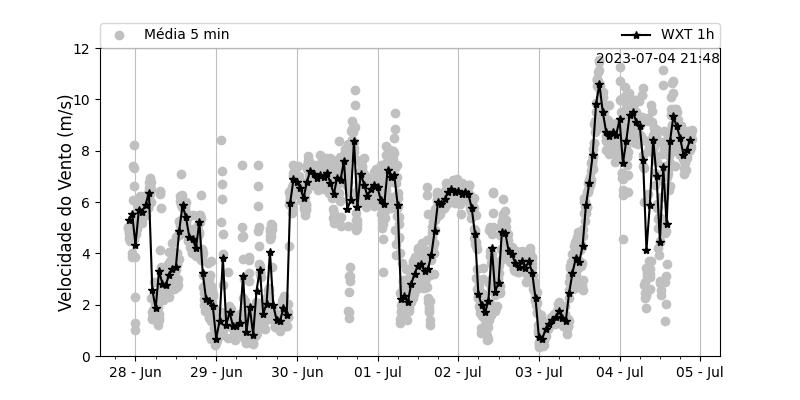 Média 5 min
WXT 1h
2023-07-04 21:48
Velocidade do Vento (m/s)
12
10
8
6
4
2
0
28 - Jun
29 - Jun
30 - Jun
01 - Jul
02 - Jul
03 - Jul
04 - Jul
05 - Jul